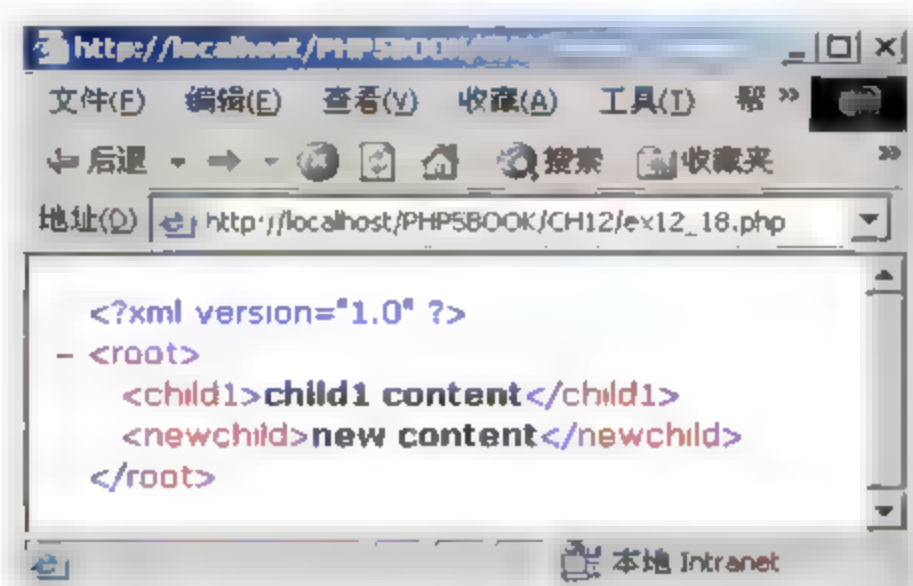 http://localhost/PHP5BOOK/
文件(F) 编辑(E) 查看(V) 收藏(A) 工具(T) 帮 »
后退 搜索 收藏夹 »
地址(D) http://localhost/PHP5BOOK/CH12/ex12_18.php
<?xml version="1.0" ?>
- <root>
<child1>child1 content</child1>
<newchild>new content</newchild>
</root>
本地 Intranet